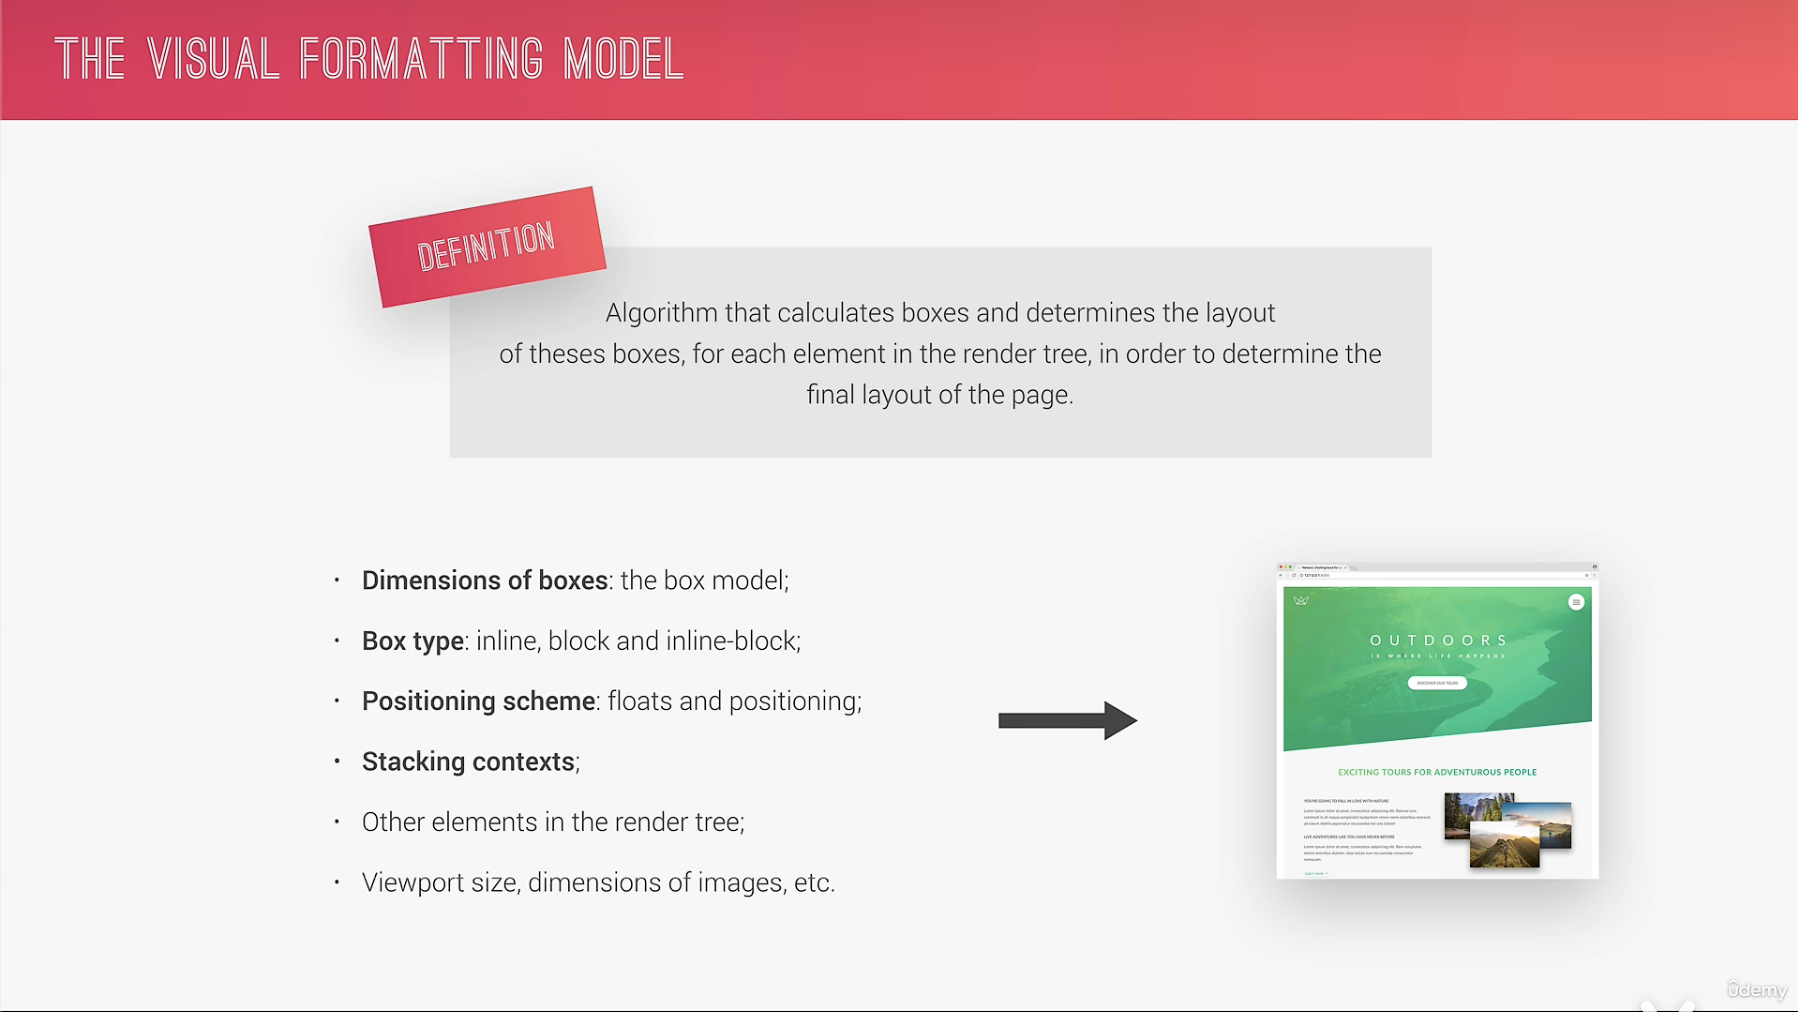 THE VISUAL FORMATTING MODEL
DEFINITION
Algorithm that calculates boxes and determines the layout
of theses boxes, for each element in the render tree, in order to determine the
final layout of the page.
• Dimensions of boxes: the box model;
• Box type: inline, block and inline-block;
• Positioning scheme: floats and positioning;
• Stacking contexts;
• Other elements in the render tree;
• Viewport size, dimensions of images, etc.
OUTDOORS
IS WHERE LIFE HAPPENS
DISCOVER OUR TOURS
EXCITING TOURS FOR ADVENTUROUS PEOPLE
YOU'RE GOING TO FALL IN LOVE WITH NATURE
LIVE ADVENTURES LIKE YOU HAVE NEVER BEFORE
Learn more
udemy